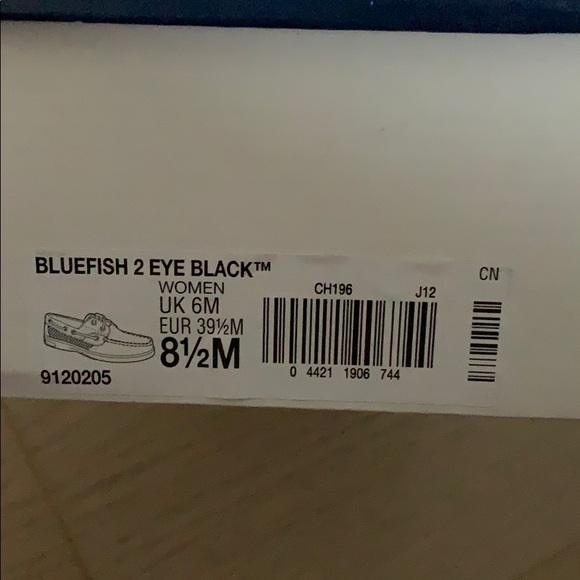 BLUEFISH 2 EYE BLACK™
WOMEN
UK 6M
EUR 39½M
8½M
9120205
CH196 J12
0 4421 1906 744
CN